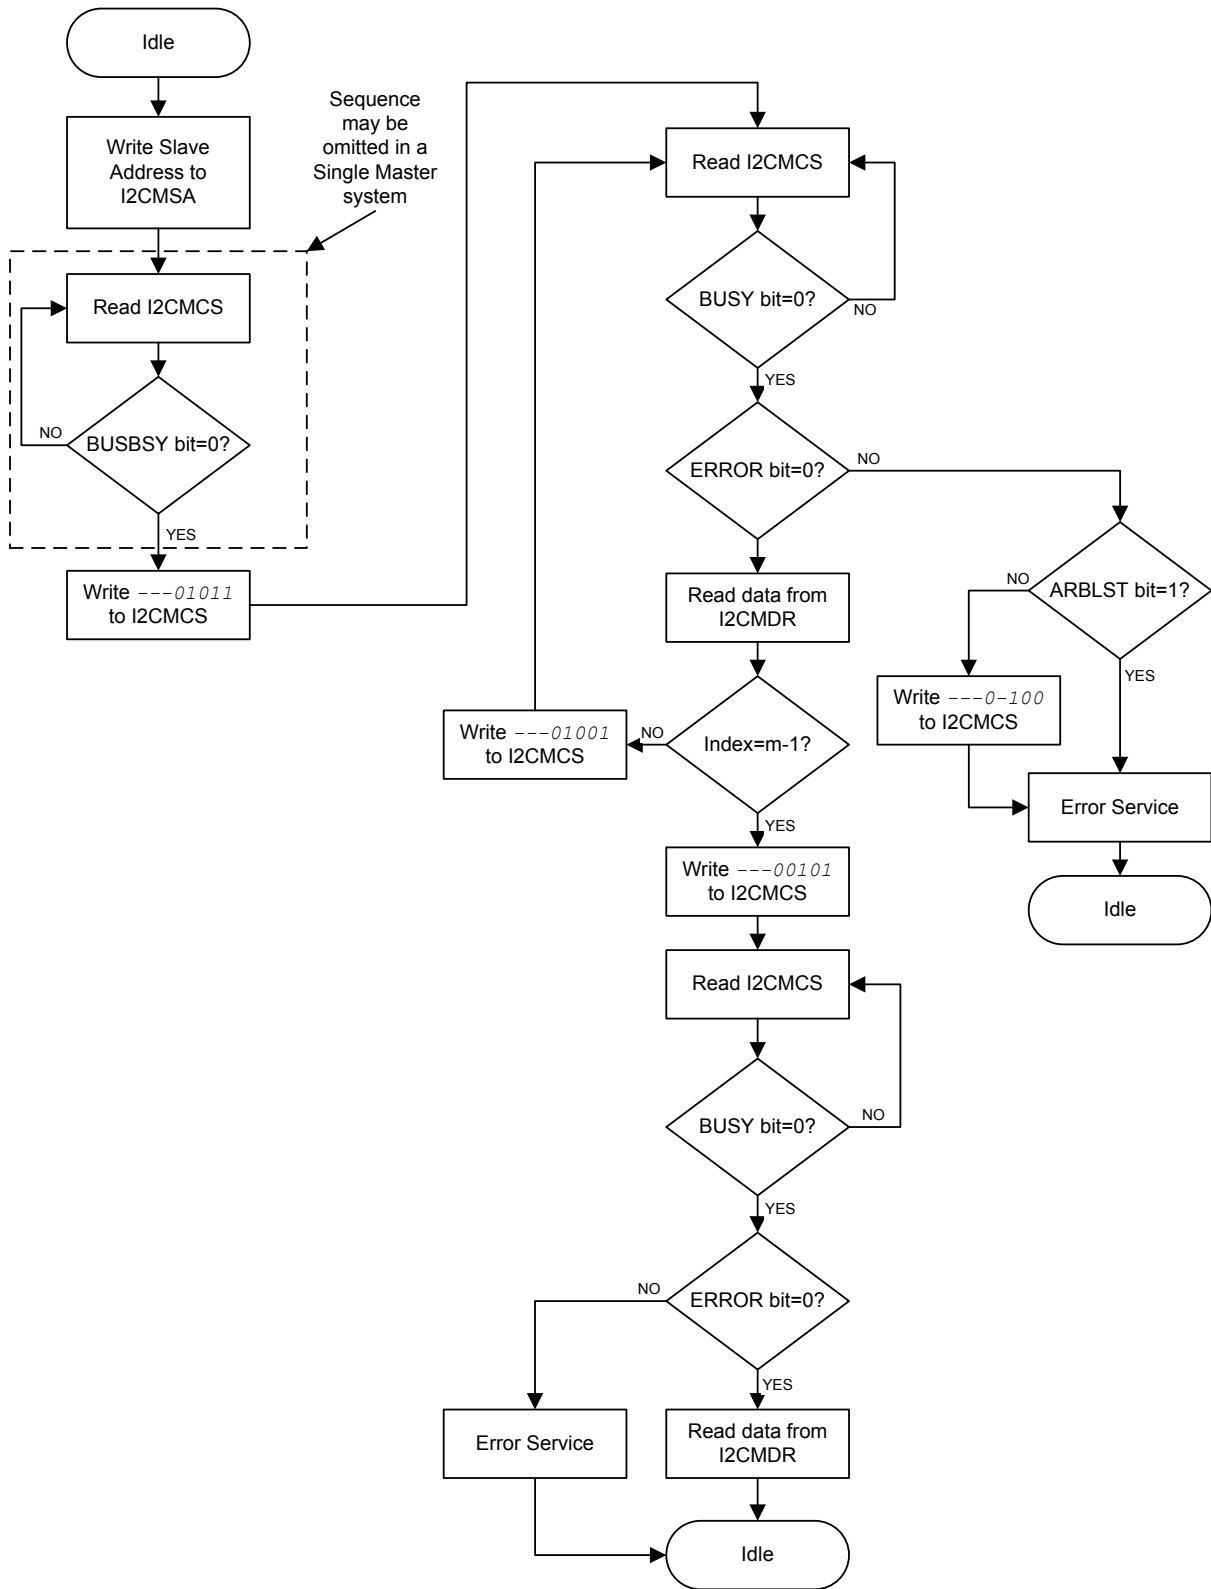 Idle
Write Slave
Address to
I2CMSA
Sequence
may be
omitted in a
Single Master
system
Read I2CMCS
BUSBSY bit=0?
NO
YES
Write ---01011
to I2CMCS
Read I2CMCS
BUSY bit=0?
NO
YES
ERROR bit=0?
NO
Read data from
I2CMDR
ARBLST bit=1?
NO
YES
Write ---0-100
to I2CMCS
Error Service
Idle
Index=m-1?
NO
Write ---01001
to I2CMCS
YES
Write ---00101
to I2CMCS
Read I2CMCS
BUSY bit=0?
NO
YES
ERROR bit=0?
NO
YES
Error Service
Read data from
I2CMDR
Idle